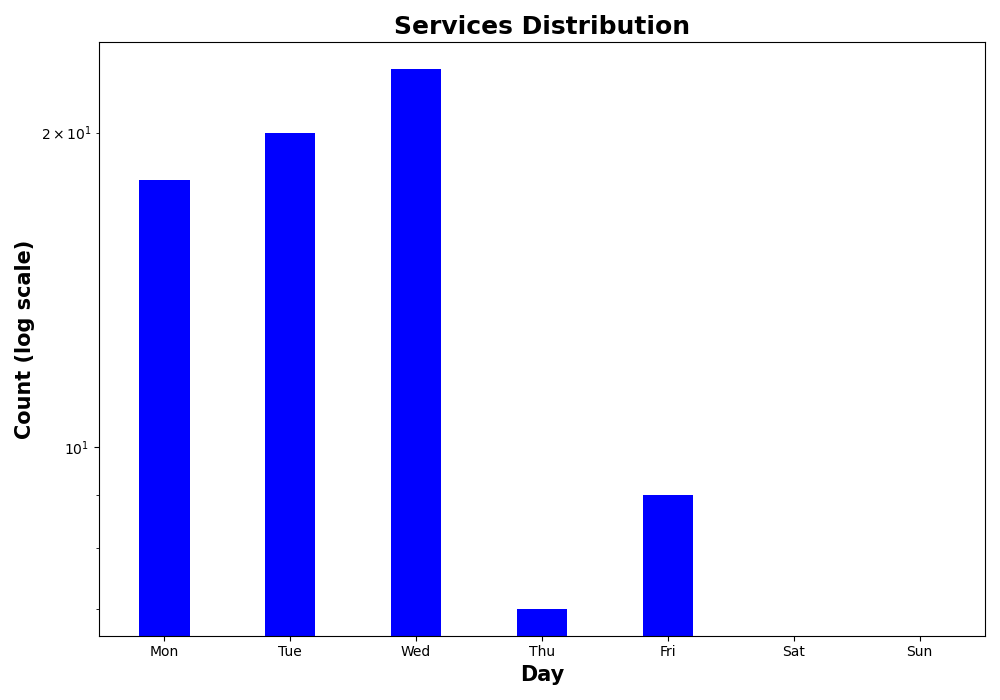 Services Distribution
Count (log scale)
2 × 10¹
10¹
Mon Tue Wed Thu Fri Sat Sun
Day